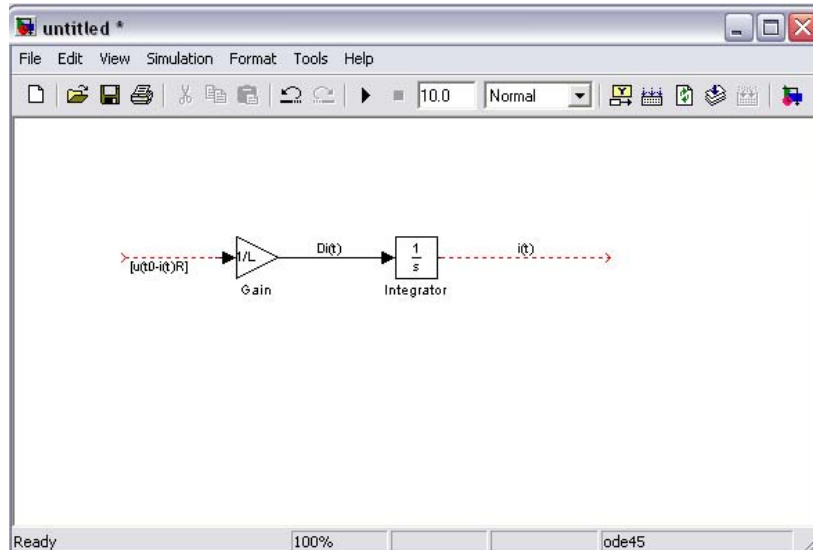 untitled *
File Edit View Simulation Format Tools Help
10.0 Normal
[u(t0-i(t)R]
1/L
Di(t)
1
s
i(t)
Gain
Integrator
Ready 100% ode45